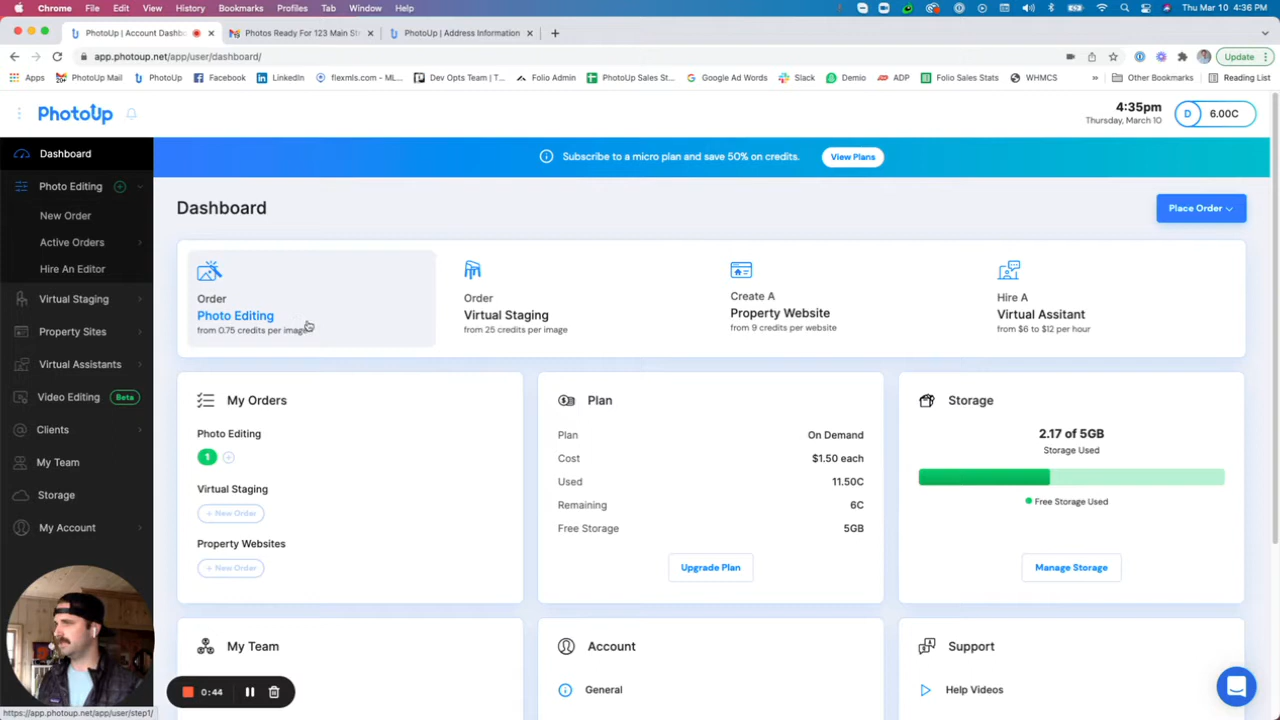 Chrome File Edit View History Bookmarks Profiles Tab Window Help
Thu Mar 10 4:36 PM
PhotoUp | Account Dashb
Photos Ready For 123 Main St
PhotoUp | Address Information
app.photoup.net/app/user/dashboard/
Update
Apps
PhotoUp Mail
PhotoUp
Facebook
LinkedIn
flexmls.com - ML...
Dev Opts Team | T...
Folio Admin
PhotoUp Sales St...
Google Ad Words
Slack
Demio
ADP
Folio Sales Stats
WHMCS
»
Other Bookmarks
Reading List
PhotoUp
4:35pm
Thursday, March 10
D
6.00C
Dashboard
Photo Editing
New Order
Active Orders
Hire An Editor
Virtual Staging
Property Sites
Virtual Assistants
Video Editing Beta
Clients
My Team
Storage
My Account
Subscribe to a micro plan and save 50% on credits.
View Plans
Dashboard
Place Order
Order
Photo Editing
from 0.75 credits per image
Order
Virtual Staging
from 25 credits per image
Create A
Property Website
from 9 credits per website
Hire A
Virtual Assitant
from $6 to $12 per hour
My Orders
Photo Editing
1
Virtual Staging
+ New Order
Property Websites
+ New Order
Plan
Plan On Demand
Cost $1.50 each
Used 11.50C
Remaining 6C
Free Storage 5GB
Upgrade Plan
Storage
2.17 of 5GB
Storage Used
Free Storage Used
Manage Storage
My Team
Account
General
Support
Help Videos
0:44
https://app.photoup.net/app/user/step1/